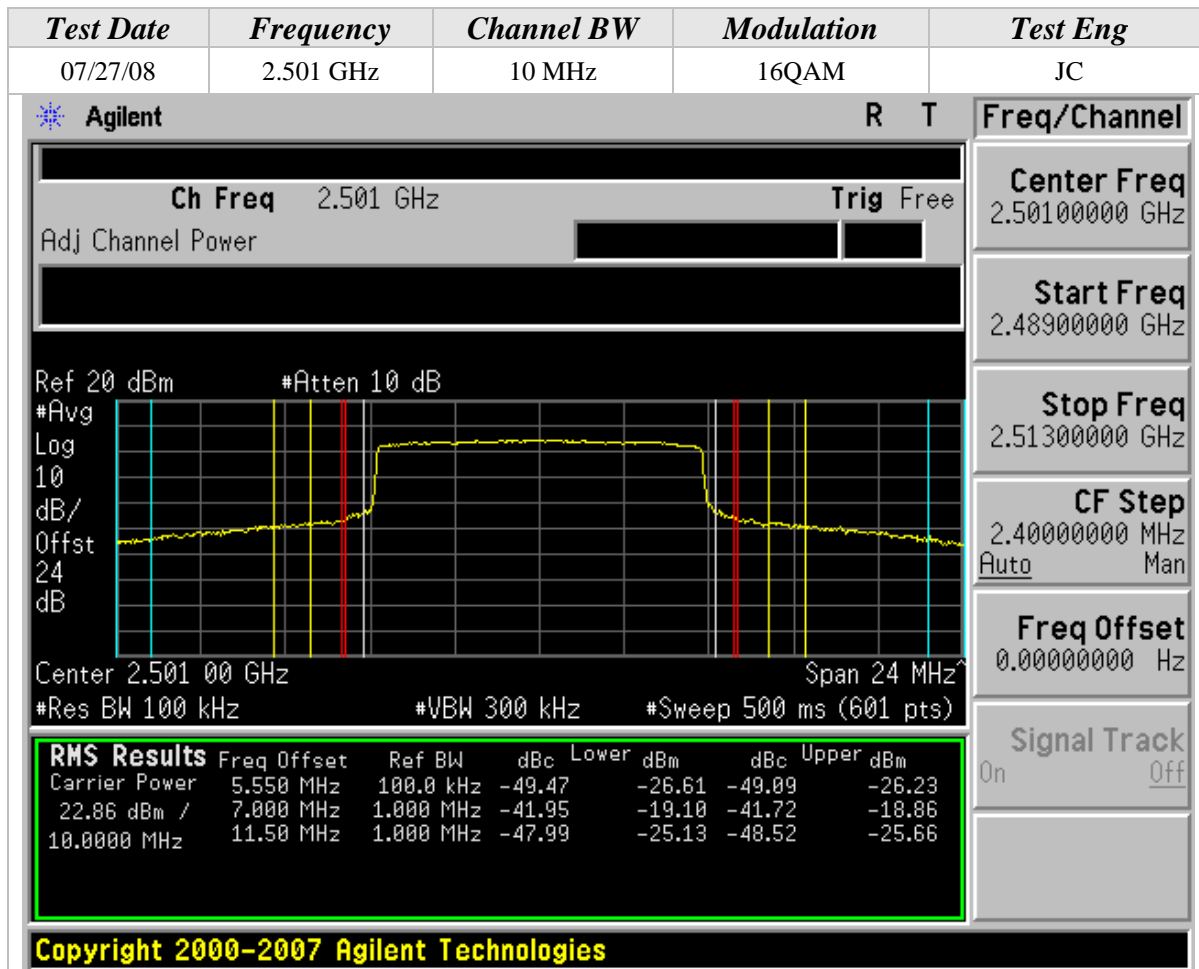 Test Date Frequency Channel BW Modulation Test Eng
07/27/08 2.501 GHz 10 MHz 16QAM JC
Agilent R T Freq/Channel
Ch Freq 2.501 GHz Trig Free
Adj Channel Power
Center Freq
2.50100000 GHz
Start Freq
2.48900000 GHz
Stop Freq
2.51300000 GHz
CF Step
2.40000000 MHz
Auto Man
Freq Offset
0.00000000 Hz
Signal Track
On Off
Ref 20 dBm #Atten 10 dB
#Avg
Log
10
dB/
Offst
24
dB
Center 2.501 00 GHz Span 24 MHz^
#Res BW 100 kHz #VBW 300 kHz #Sweep 500 ms (601 pts)
RMS Results Freq Offset Ref BW dBc Lower dBm dBc Upper dBm
Carrier Power 5.550 MHz 100.0 kHz -49.47 -26.61 -49.09 -26.23
22.86 dBm / 7.000 MHz 1.000 MHz -41.95 -19.10 -41.72 -18.86
10.0000 MHz 11.50 MHz 1.000 MHz -47.99 -25.13 -48.52 -25.66
Copyright 2000-2007 Agilent Technologies